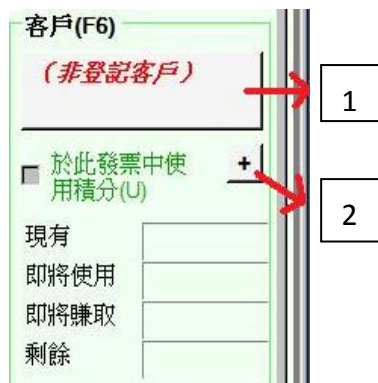 客戶(F6)
(非登記客戶)
1
於此發票中使
用積分(U)
+
2
現有
即將使用
即將賺取
剩餘